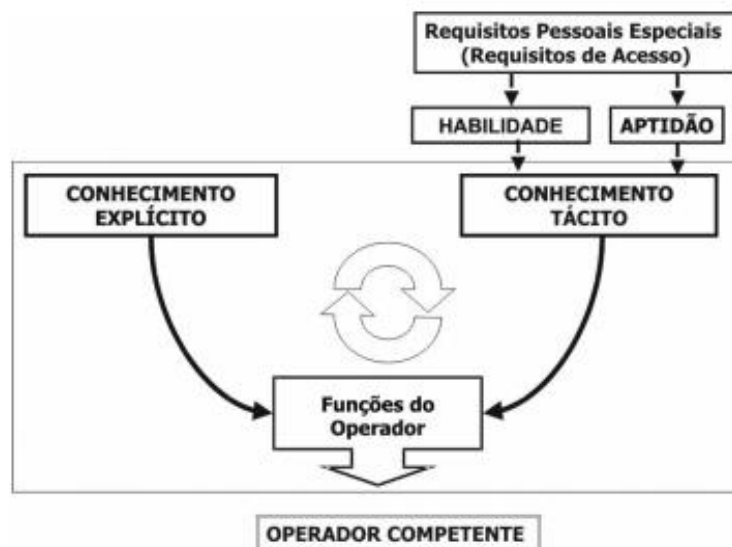 Requisitos Pessoais Especiais
(Requisitos de Acesso)
HABILIDADE
APTIDÃO
CONHECIMENTO
EXPLÍCITO
CONHECIMENTO
TÁCITO
Funções do
Operador
OPERADOR COMPETENTE